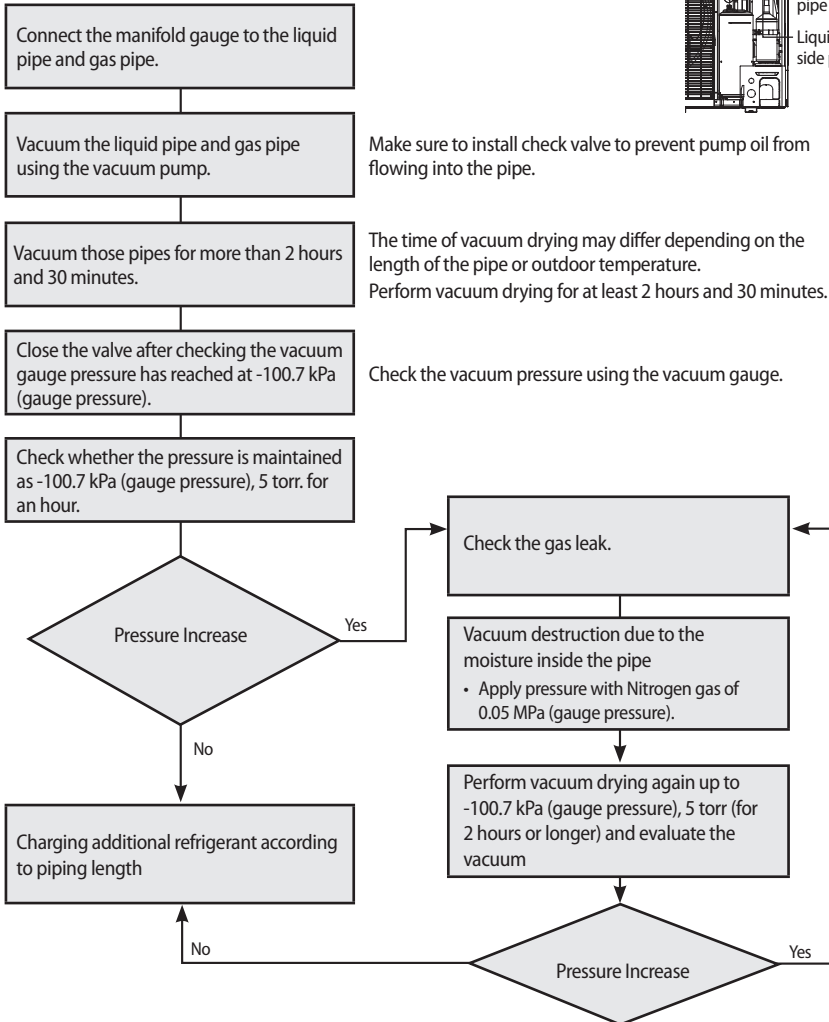 pipe
Liqui
side p
Connect the manifold gauge to the liquid
pipe and gas pipe.
Vacuum the liquid pipe and gas pipe
using the vacuum pump.
Make sure to install check valve to prevent pump oil from
flowing into the pipe.
Vacuum those pipes for more than 2 hours
and 30 minutes.
The time of vacuum drying may differ depending on the
length of the pipe or outdoor temperature.
Perform vacuum drying for at least 2 hours and 30 minutes.
Close the valve after checking the vacuum
gauge pressure has reached at -100.7 kPa
(gauge pressure).
Check the vacuum pressure using the vacuum gauge.
Check whether the pressure is maintained
as -100.7 kPa (gauge pressure), 5 torr. for
an hour.
Pressure Increase
Yes
No
Charging additional refrigerant according
to piping length
Check the gas leak.
Vacuum destruction due to the
moisture inside the pipe
• Apply pressure with Nitrogen gas of
0.05 MPa (gauge pressure).
Perform vacuum drying again up to
-100.7 kPa (gauge pressure), 5 torr (for
2 hours or longer) and evaluate the
vacuum
Pressure Increase
Yes
No